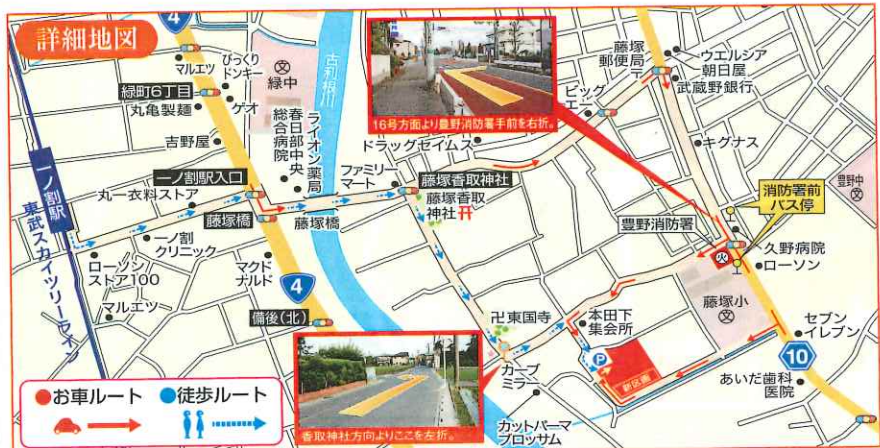 詳細地図
4
マルエツ
びっくり
ドンキー
緑町6丁目
丸亀製麺
ゲオ
吉野屋
文
緑中
古利根川
春日部中央
総合病院
ライオン薬局
一ノ割駅入口
丸一衣料ストア
藤塚橋
藤塚橋
ファミリー
マート
ドラッグセイムス
藤塚香取神社
藤塚香取
神社
16号方面より豊野消防署手前を右折。
ビッグ
エー
藤塚
郵便局
〒
ウエルシア
朝日屋
武蔵野銀行
キグナス
豊野中
文
消防署前
バス停
豊野消防署
火
久野病院
ローソン
藤塚小
文
セブン
イレブン
10
あいだ歯科
医院
一ノ割駅
東武スカイツリーライン
一ノ割
クリニック
ローソン
ストア100
マルエツ
マクド
ナルド
4
備後(北)
卍東国寺
本田下
集会所
P
新区画
カーブ
ミラー
カットパーマ
ブロッサム
香取神社方向よりここを左折。
お車ルート
徒歩ルート